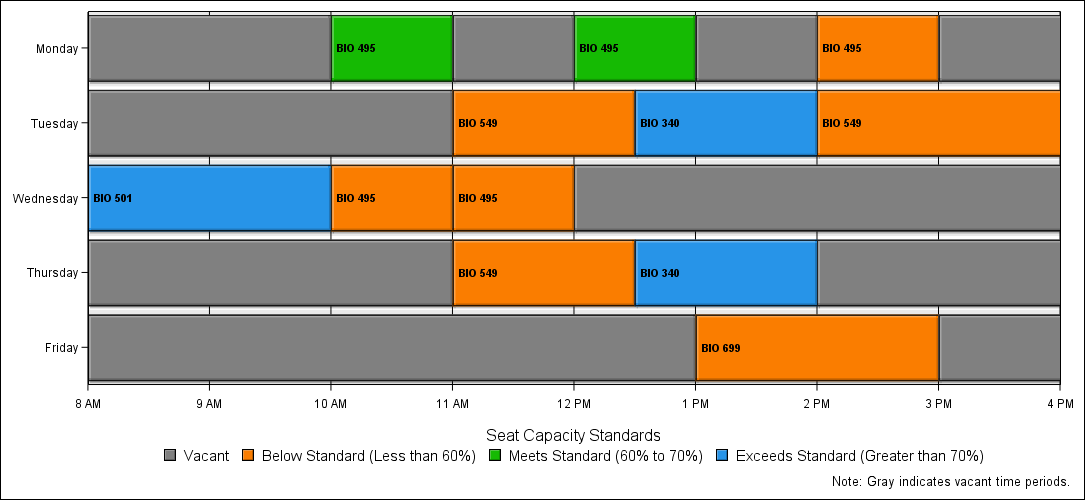 Monday
BIO 495
BIO 495
BIO 495
Tuesday
BIO 549
BIO 340
BIO 549
Wednesday
BIO 501
BIO 495
BIO 495
Thursday
BIO 549
BIO 340
Friday
BIO 699
8 AM 9 AM 10 AM 11 AM 12 PM 1 PM 2 PM 3 PM 4 PM
Seat Capacity Standards
Vacant Below Standard (Less than 60%) Meets Standard (60% to 70%) Exceeds Standard (Greater than 70%)
Note: Gray indicates vacant time periods.